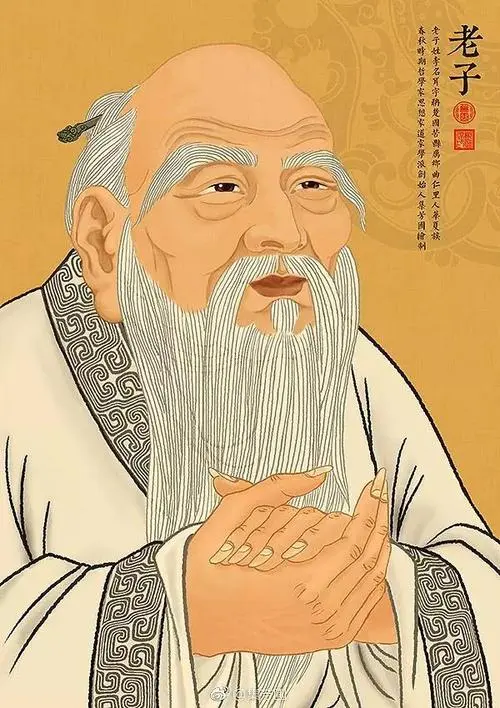 老子
老子姓李名耳字聃楚國苦縣厲鄉曲仁里人華夏族
春秋時期哲學家思想家道家學派創始人集芳園繪制